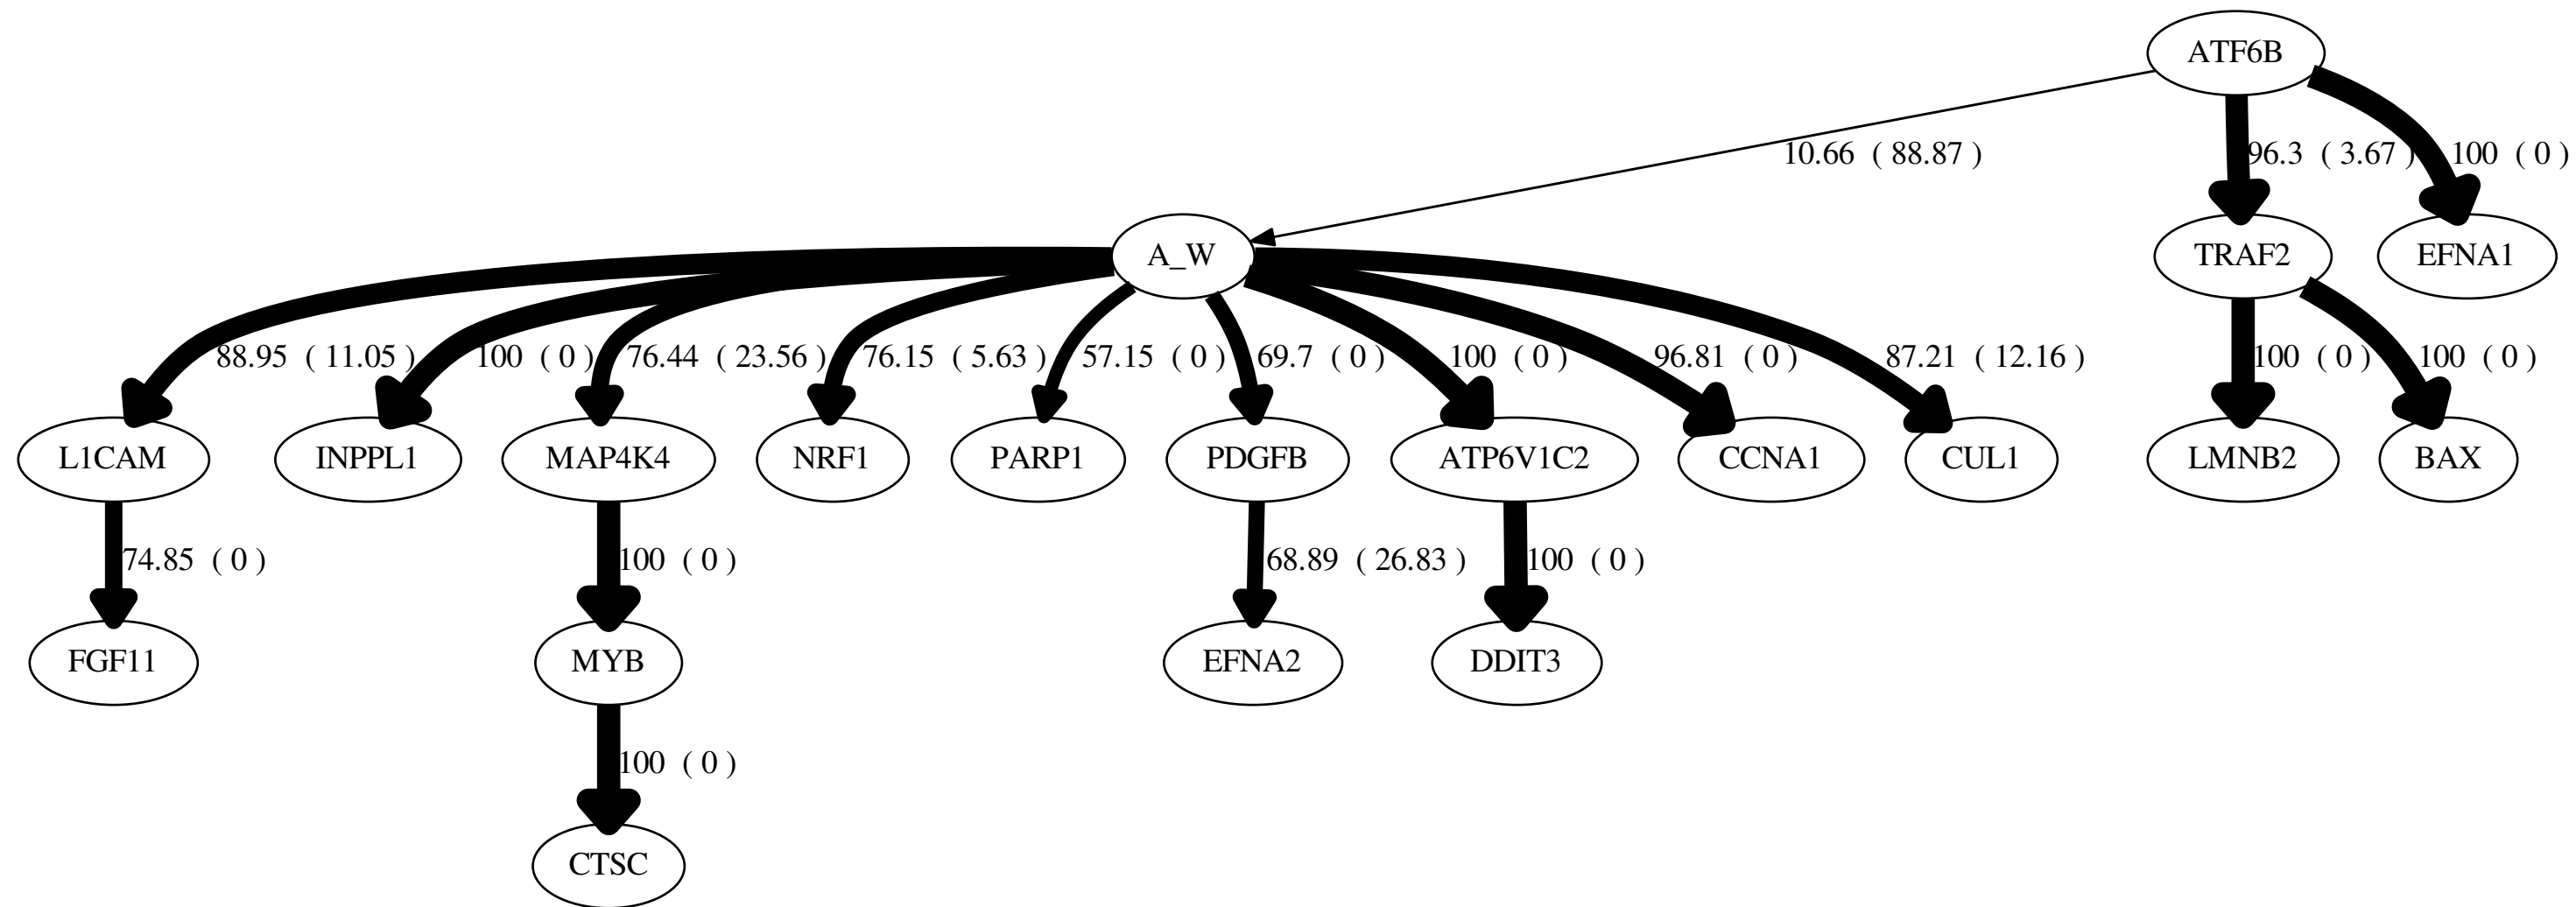 ATF6B
10.66 ( 88.87 )
96.3 ( 3.67 )
100 ( 0 )
A_W
TRAF2
EFNA1
88.95 ( 11.05 )
100 ( 0 )
76.44 ( 23.56 )
76.15 ( 5.63 )
57.15 ( 0 )
69.7 ( 0 )
100 ( 0 )
96.81 ( 0 )
87.21 ( 12.16 )
100 ( 0 )
100 ( 0 )
L1CAM
INPPL1
MAP4K4
NRF1
PARP1
PDGFB
ATP6V1C2
CCNA1
CUL1
LMNB2
BAX
74.85 ( 0 )
100 ( 0 )
68.89 ( 26.83 )
100 ( 0 )
FGF11
MYB
EFNA2
DDIT3
100 ( 0 )
CTSC